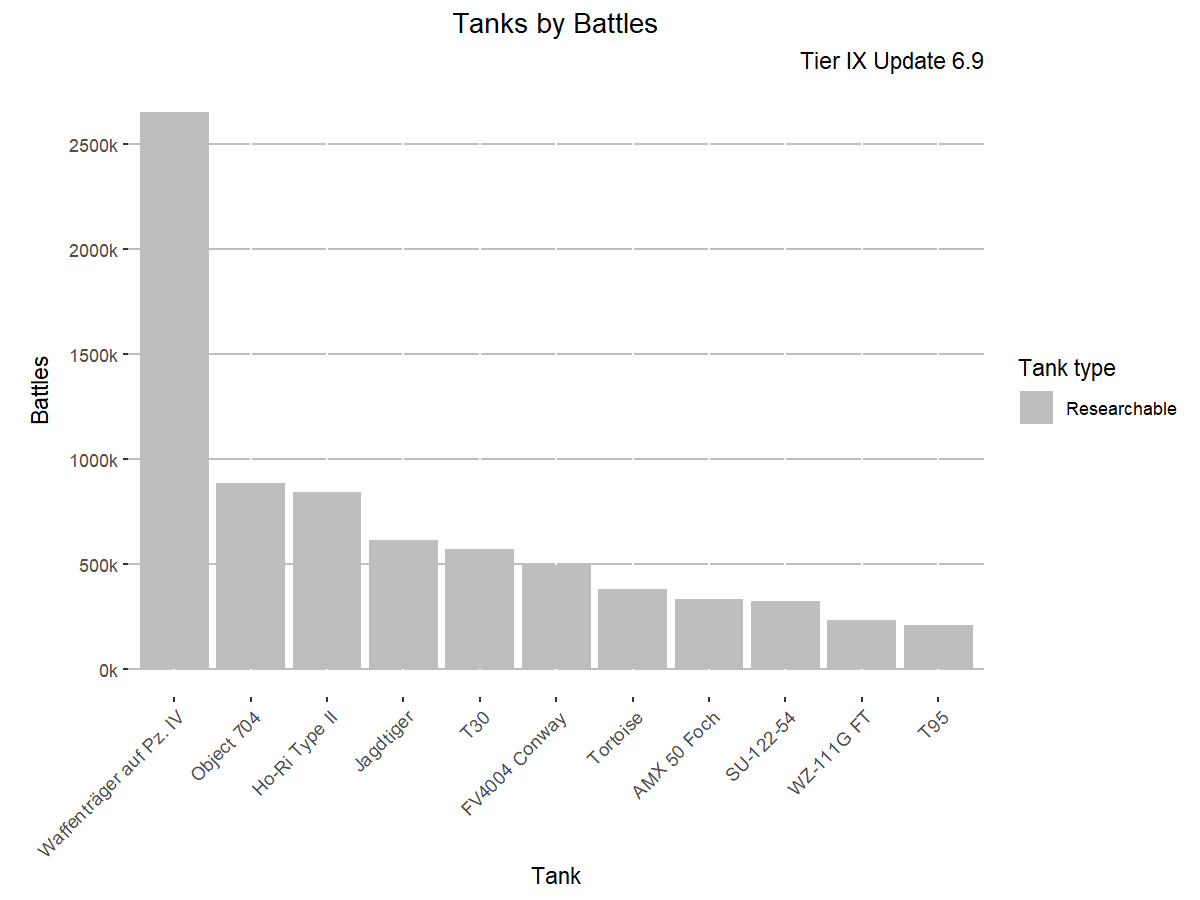 Tanks by Battles
Tier IX Update 6.9
2500k
2000k
1500k
1000k
500k
0k
Battles
Waffenträger auf Pz. IV
Object 704
Ho-Ri Type II
Jagdtiger
T30
FV4004 Conway
Tortoise
AMX 50 Foch
SU-122-54
WZ-111G FT
T95
Tank
Tank type
Researchable